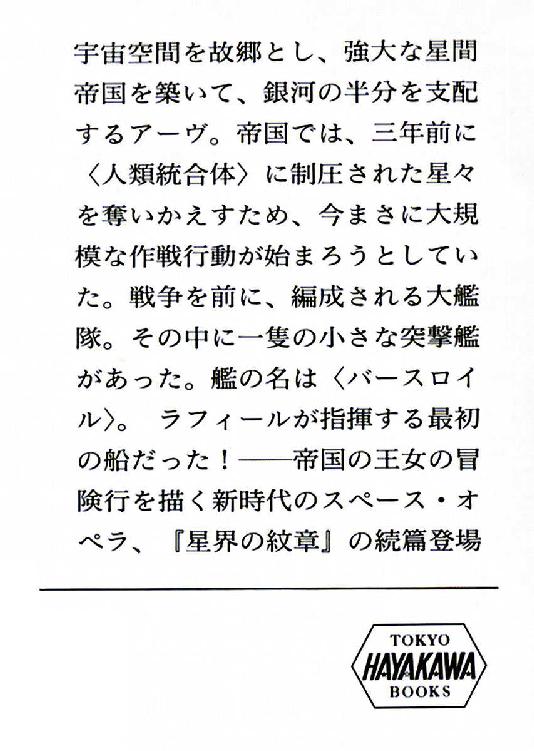 宇宙空間を故郷とし、強大な星間
帝国を築いて、銀河の半分を支配
するアーヴ。帝国では、三年前に
〈人類統合体〉に制圧された星々
を奪いかえすため、今まさに大規
模な作戦行動が始まろうとしてい
た。戦争を前に、編成される大艦
隊。その中に一隻の小さな突撃艦
があった。艦の名は〈バースロイ
ル〉。 ラフィールが指揮する最初
の船だった！――帝国の王女の冒
険行を描く新時代のスペース・オ
ペラ、『星界の紋章』の続篇登場
TOKYO
HAYAKAWA
BOOKS